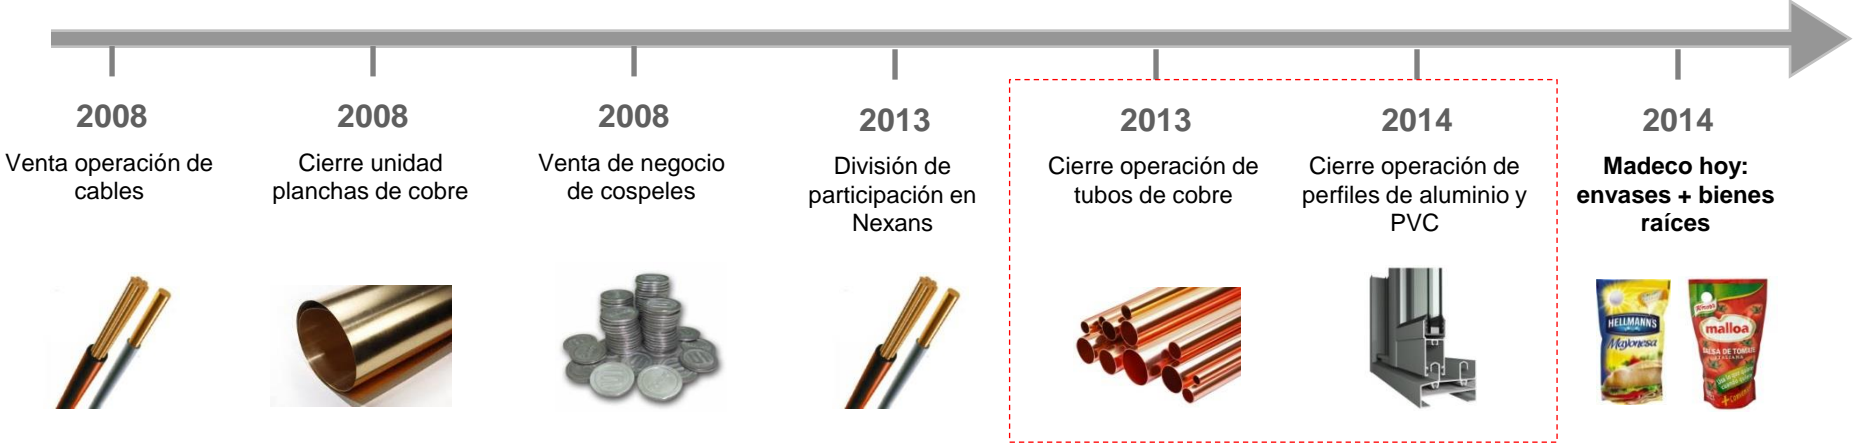 2008
Venta operación de
cables
2008
Cierre unidad
planchas de cobre
2008
Venta de negocio
de cospeles
2013
División de
participación en
Nexans
2013
Cierre operación de
tubos de cobre
2014
Cierre operación de
perfiles de aluminio y
PVC
2014
Madeco hoy:
envases + bienes
raíces
HELLMANN'S
Mayonesa
malloa
SALSA DE TOMATE